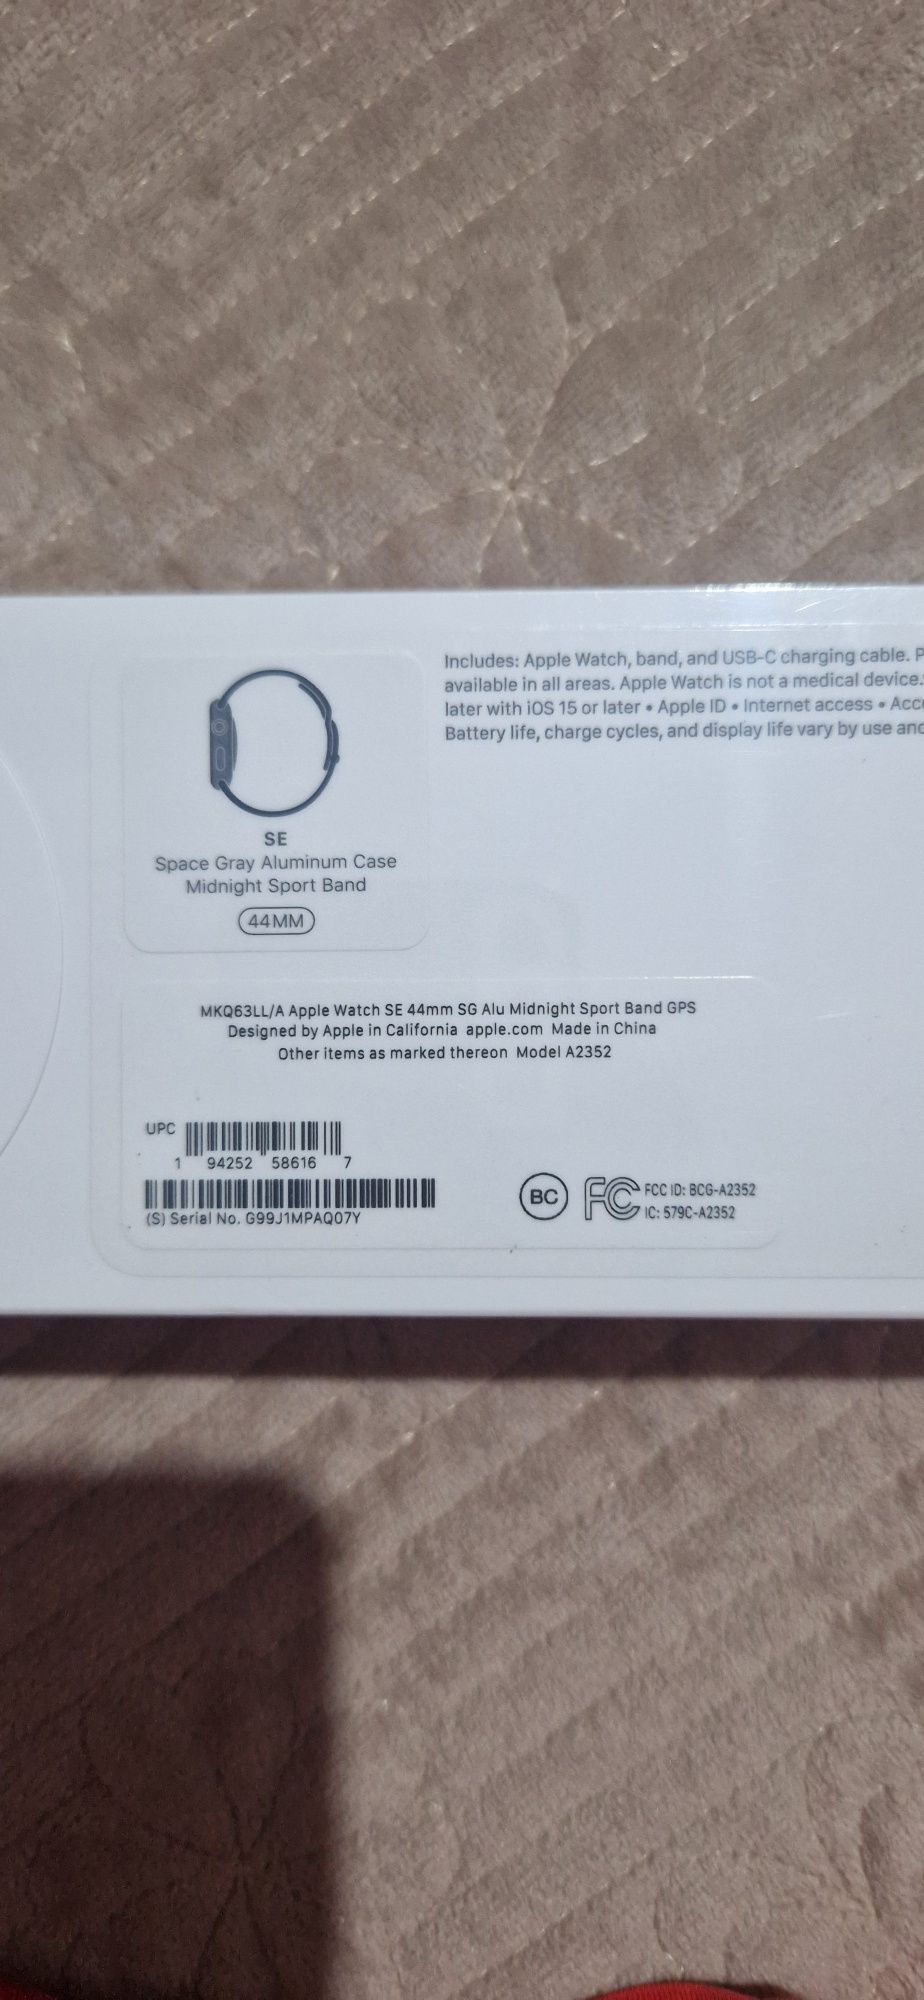 Includes: Apple Watch, band, and USB-C charging cable.
available in all areas. Apple Watch is not a medical device.
later with iOS 15 or later • Apple ID • Internet access •
Battery life, charge cycles, and display life vary by use
SE
Space Gray Aluminum Case
Midnight Sport Band
44MM
MKQ63LL/A Apple Watch SE 44mm SG Alu Midnight Sport Band GPS
Designed by Apple in California apple.com Made in China
Other items as marked thereon Model A2352
UPC
1 94252 58616 7
(S) Serial No. G99J1MPAQ07Y
BC
FC
FCC ID: BCG-A2352
IC: 579C-A2352